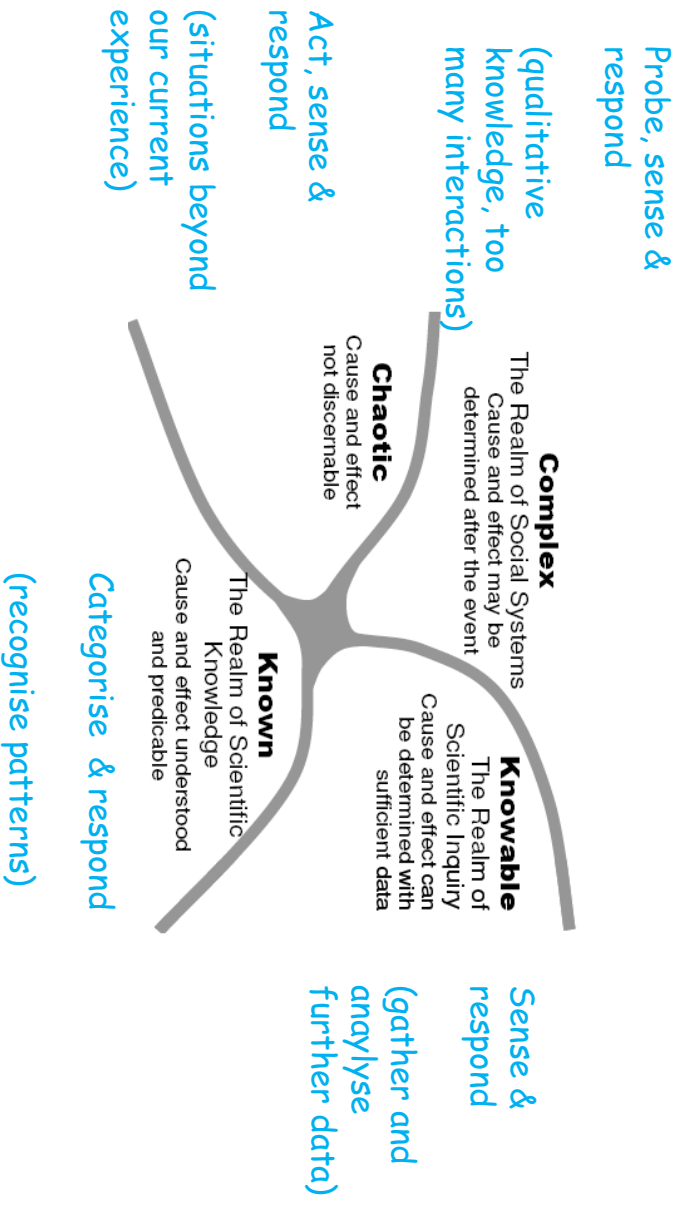 Probe, sense &
respond
(qualitative
knowledge, too
many interactions)
Complex
The Realm of Social Systems
Cause and effect may be
determined after the event
Knowable
The Realm of
Scientific Inquiry
Cause and effect can
be determined with
sufficient data
Sense &
respond
(gather and
anaylyse
further data)
Act, sense &
respond
(situations beyond
our current
experience)
Chaotic
Cause and effect
not discernable
Known
The Realm of Scientific
Knowledge
Cause and effect understood
and predicable
Categorise & respond
(recognise patterns)